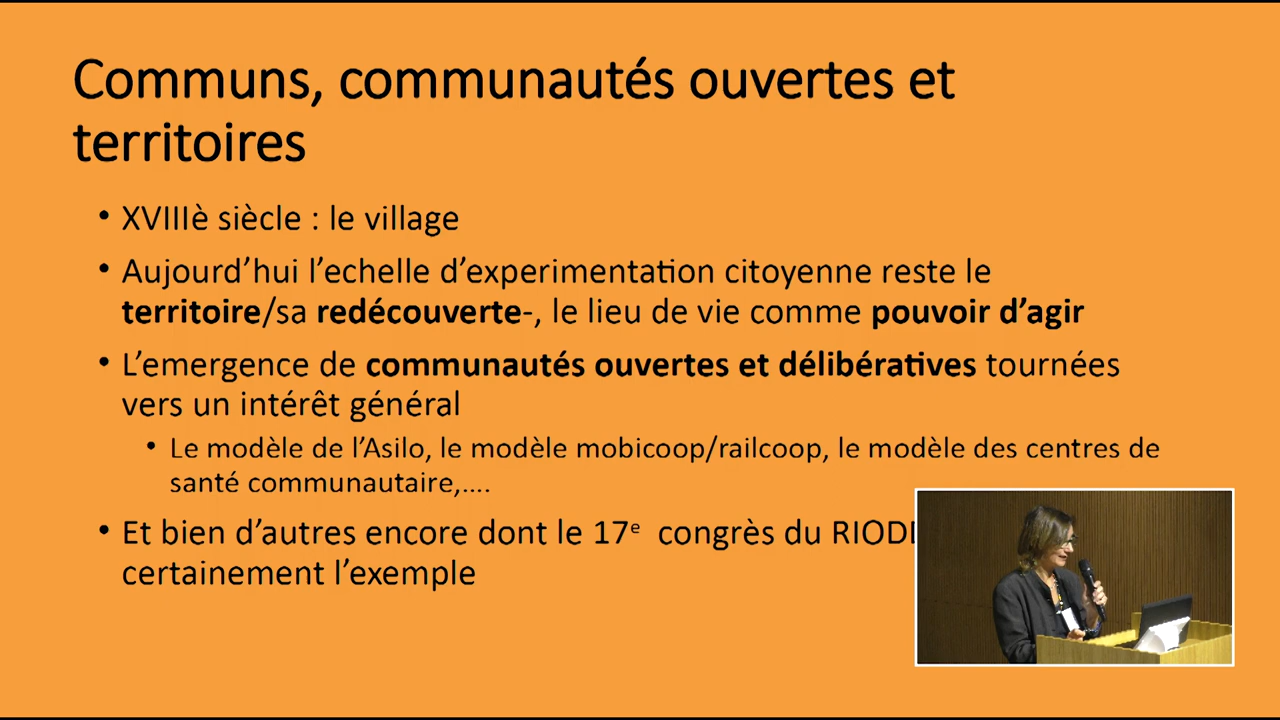 Communs, communautés ouvertes et
territoires
• XVIIIè siècle : le village
• Aujourd’hui l’echelle d’experimentation citoyenne reste le
territoire/sa redécouverte-, le lieu de vie comme pouvoir d’agir
• L’emergence de communautés ouvertes et délibératives tournées
vers un intérêt général
• Le modèle de l’Asilo, le modèle mobicoop/railcoop, le modèle des centres de
santé communautaire,....
• Et bien d’autres encore dont le 17e congrès du
certainement l’exemple